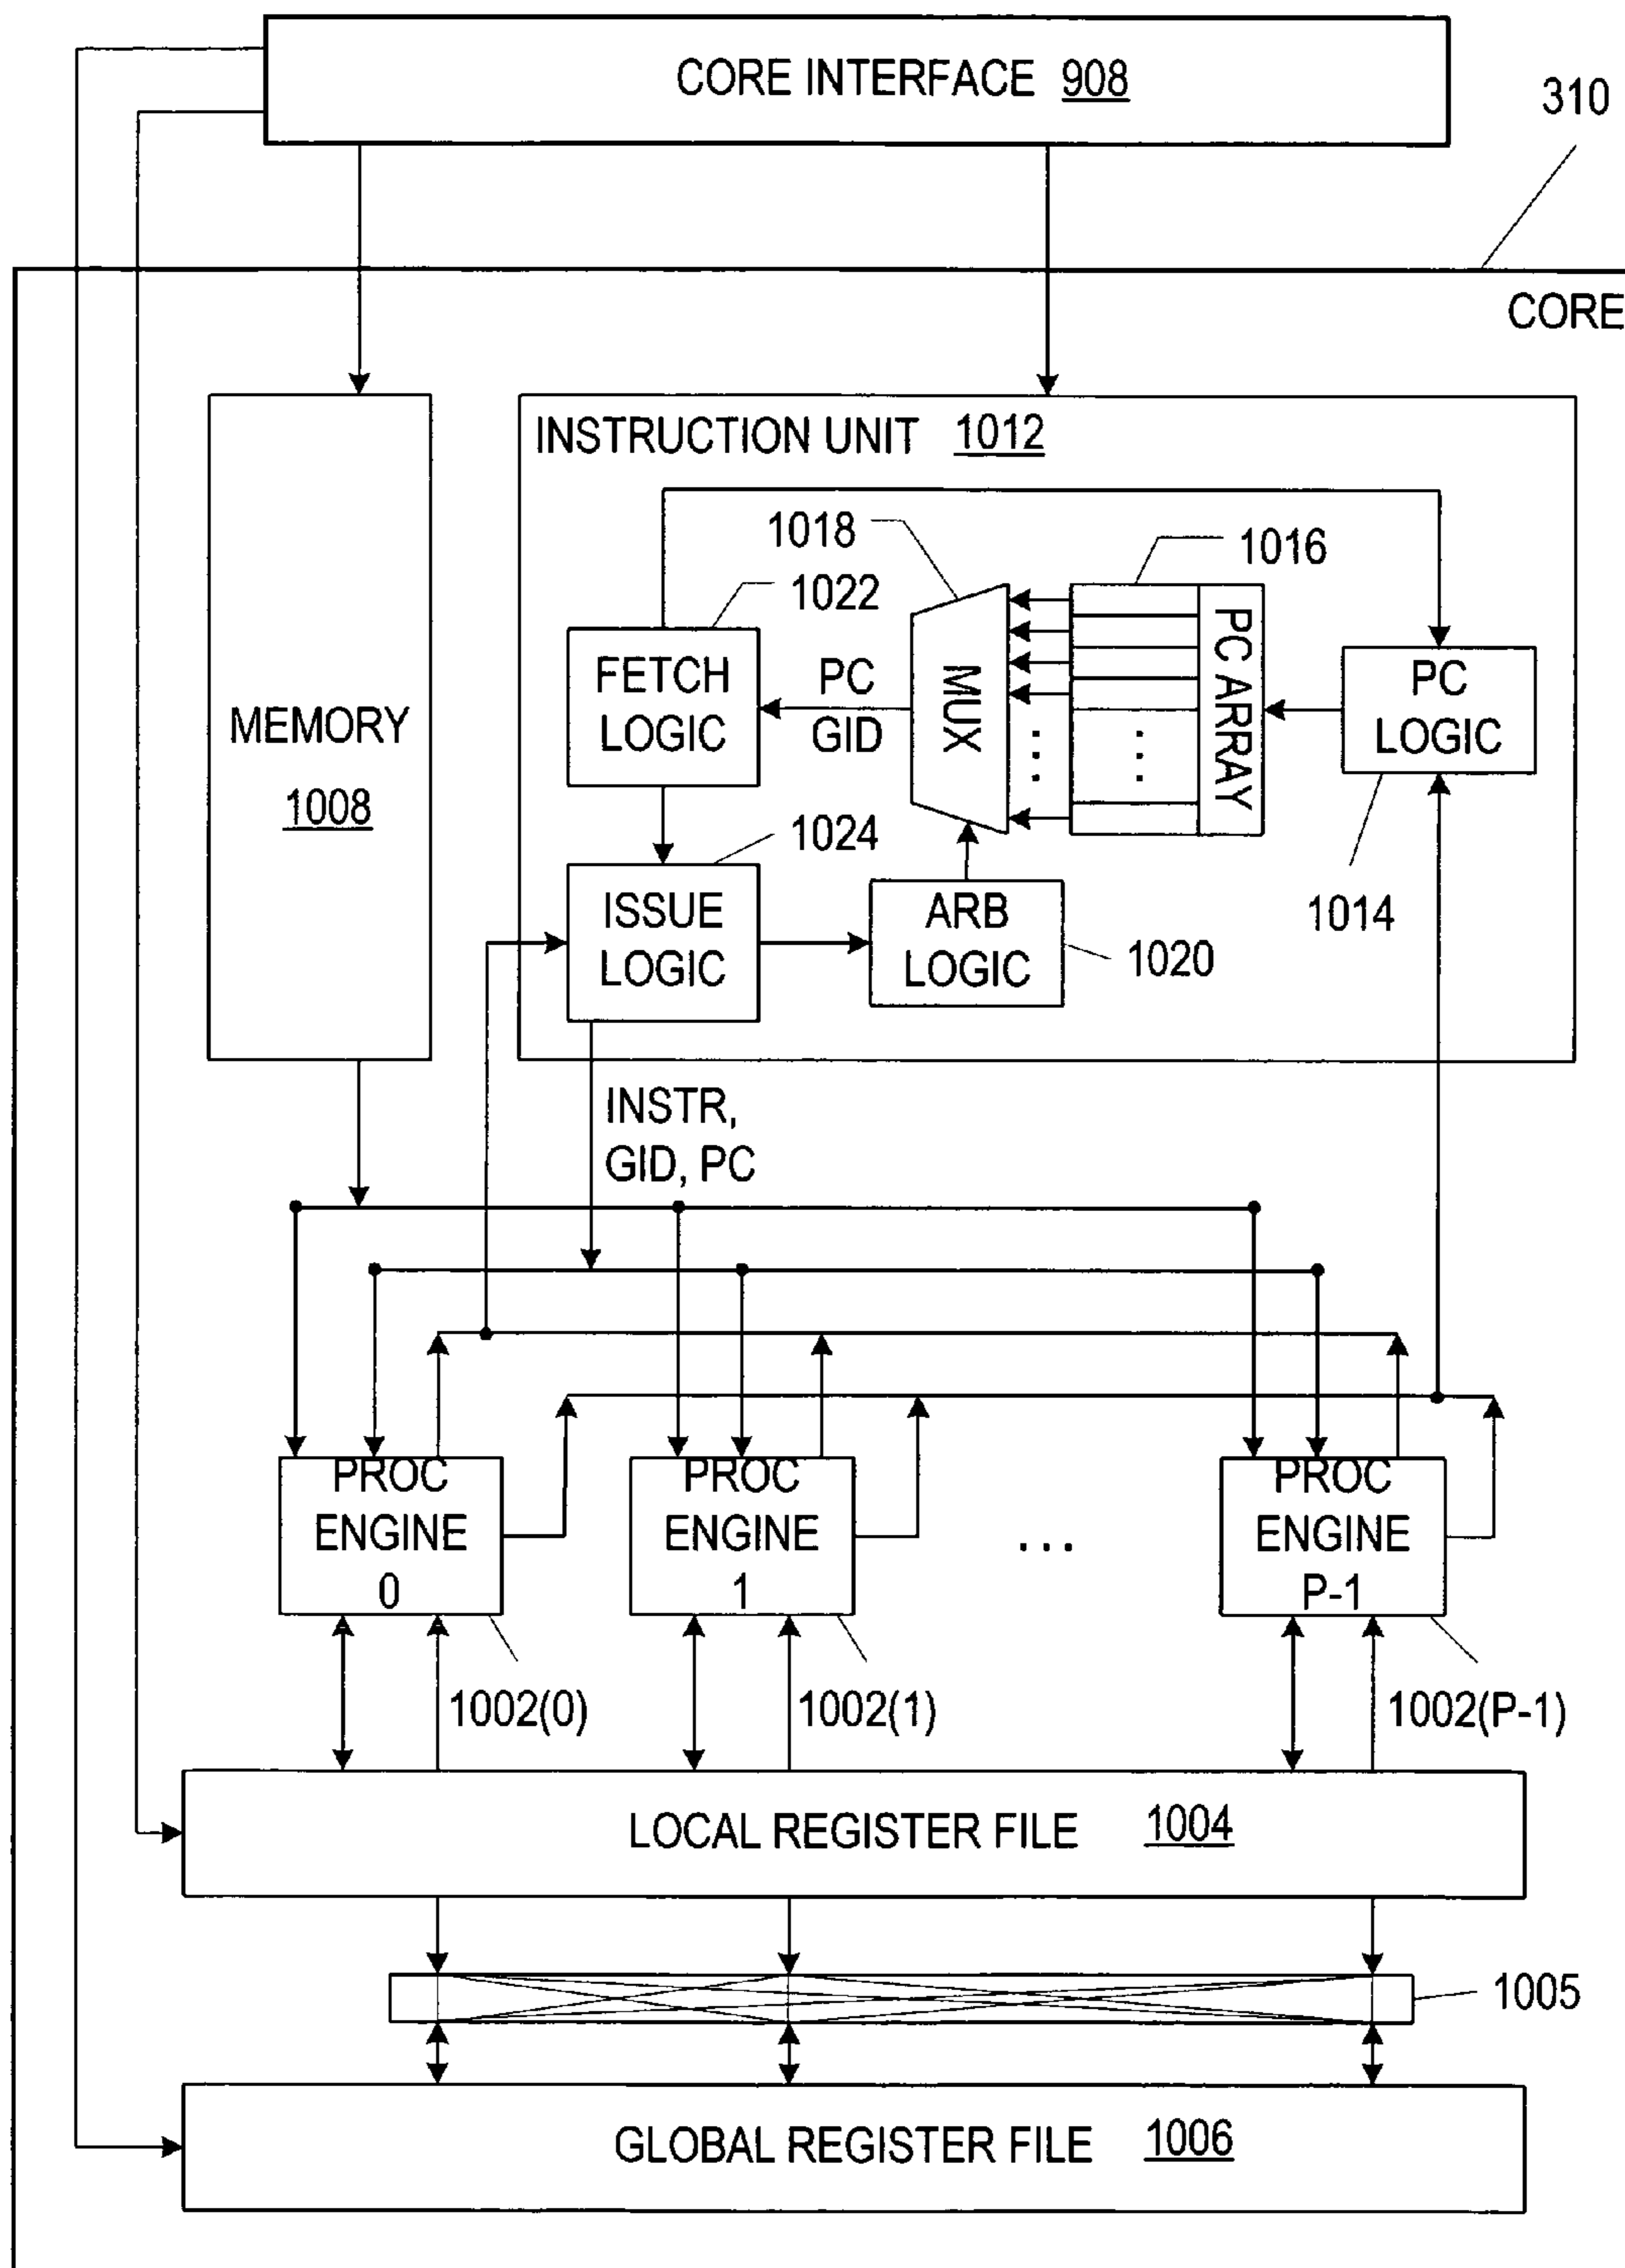 CORE INTERFACE 908
310
CORE
INSTRUCTION UNIT 1012
1018
1016
1022
FETCH
LOGIC
PC
GID
MUX
PC ARRAY
PC
LOGIC
MEMORY
1008
1024
1014
ISSUE
LOGIC
ARB
LOGIC
1020
INSTR,
GID, PC
PROC
ENGINE
0
PROC
ENGINE
1
...
PROC
ENGINE
P-1
1002(0)
1002(1)
1002(P-1)
LOCAL REGISTER FILE 1004
1005
GLOBAL REGISTER FILE 1006